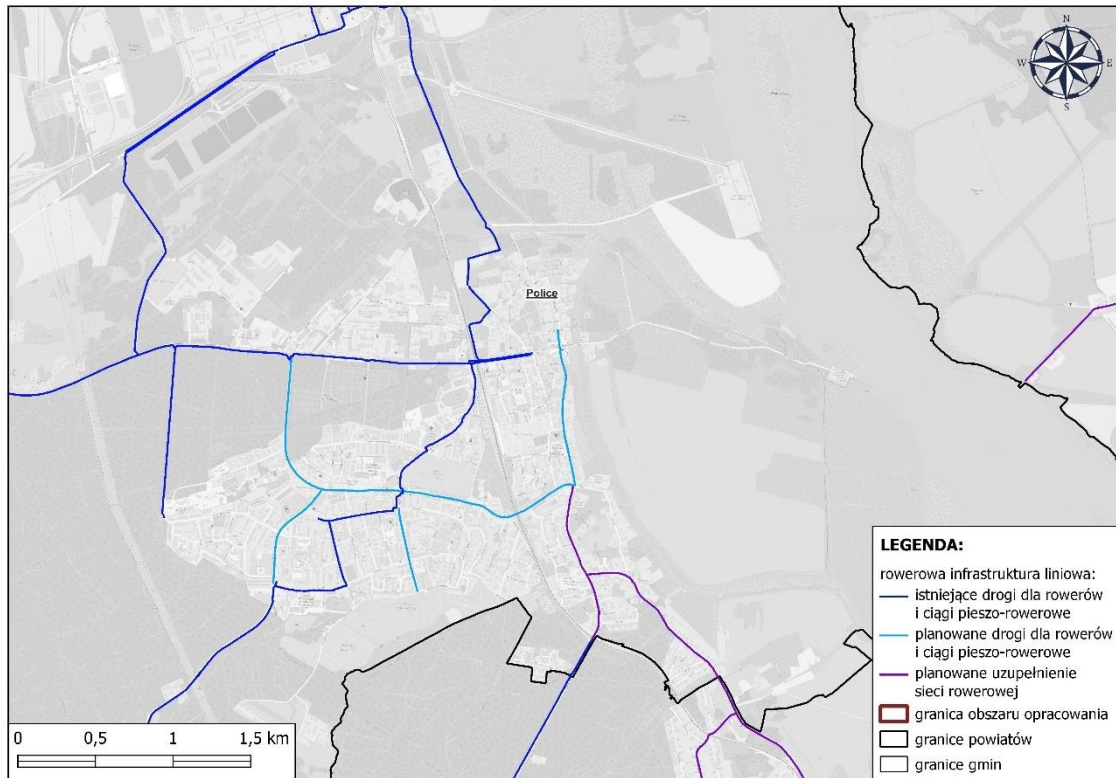 N
W
E
S
Police
LEGENDA:
rowerowa infrastruktura liniowa:
istniejące drogi dla rowerów
i ciągi pieszo-rowerowe
planowane drogi dla rowerów
i ciągi pieszo-rowerowe
planowane uzupełnienie
sieci rowerowej
granica obszaru opracowania
granice powiatów
granice gmin
0 0,5 1 1,5 km